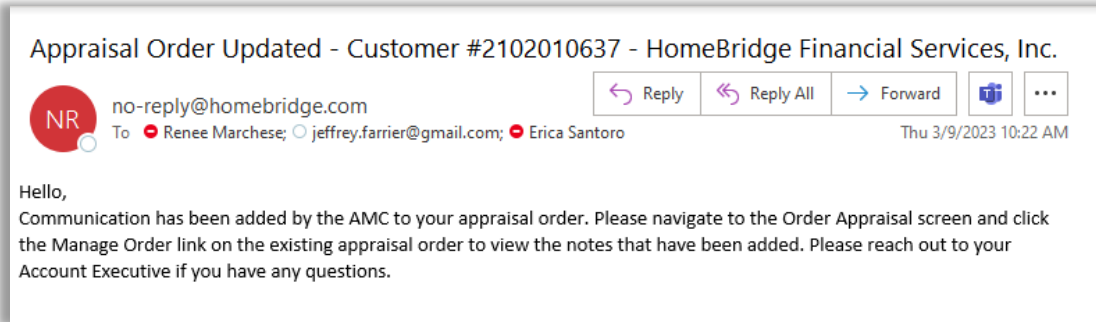 Appraisal Order Updated - Customer #2102010637 - HomeBridge Financial Services, Inc.
NR
no-reply@homebridge.com
Reply
Reply All
Forward
To Renee Marchese; jeffrey.farrier@gmail.com; Erica Santoro
Thu 3/9/2023 10:22 AM
Hello,
Communication has been added by the AMC to your appraisal order. Please navigate to the Order Appraisal screen and click
the Manage Order link on the existing appraisal order to view the notes that have been added. Please reach out to your
Account Executive if you have any questions.